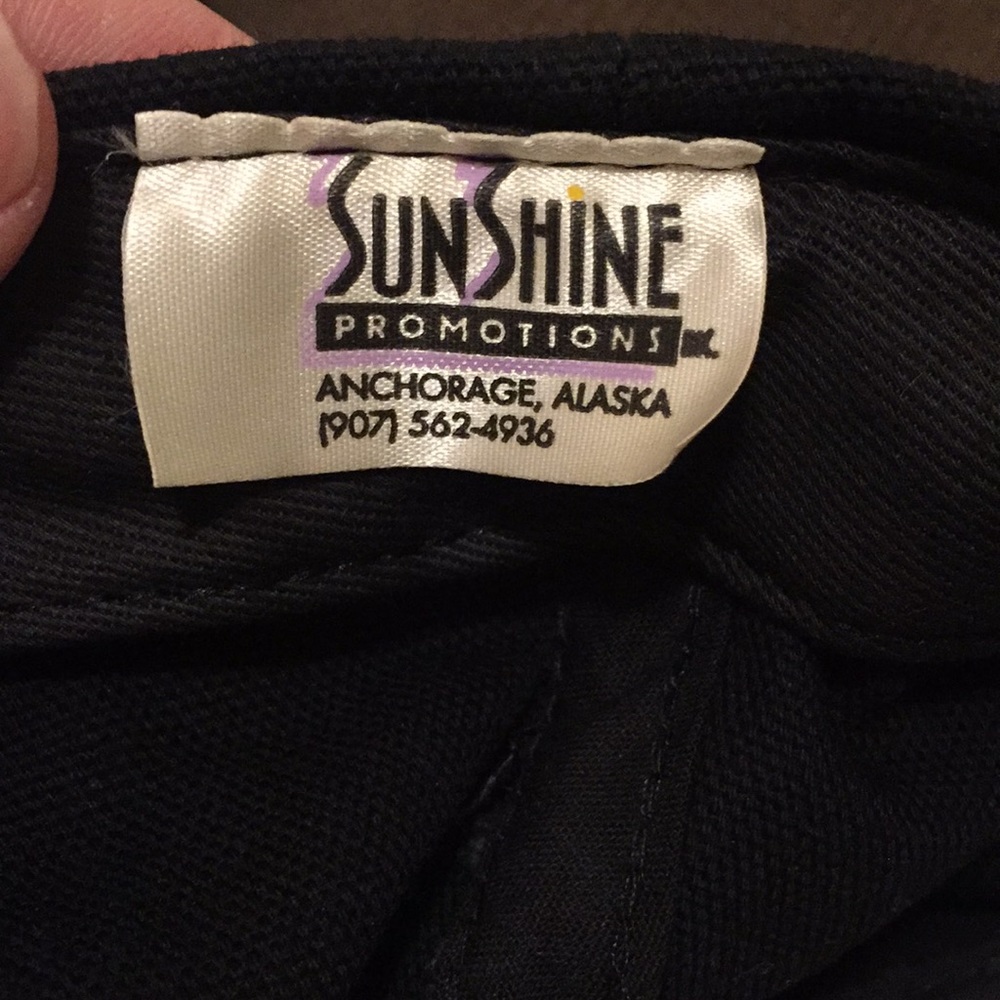 SUNSHINE
PROMOTIONS INC.
ANCHORAGE, ALASKA
(907) 562-4936